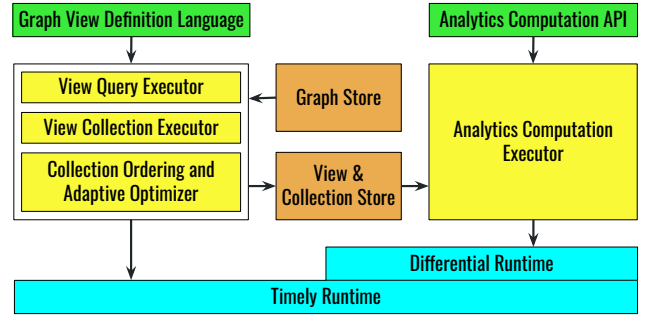 Graph View Definition Language
Analytics Computation API
View Query Executor
View Collection Executor
Collection Ordering and
Adaptive Optimizer
Graph Store
View &
Collection Store
Analytics Computation
Executor
Differential Runtime
Timely Runtime